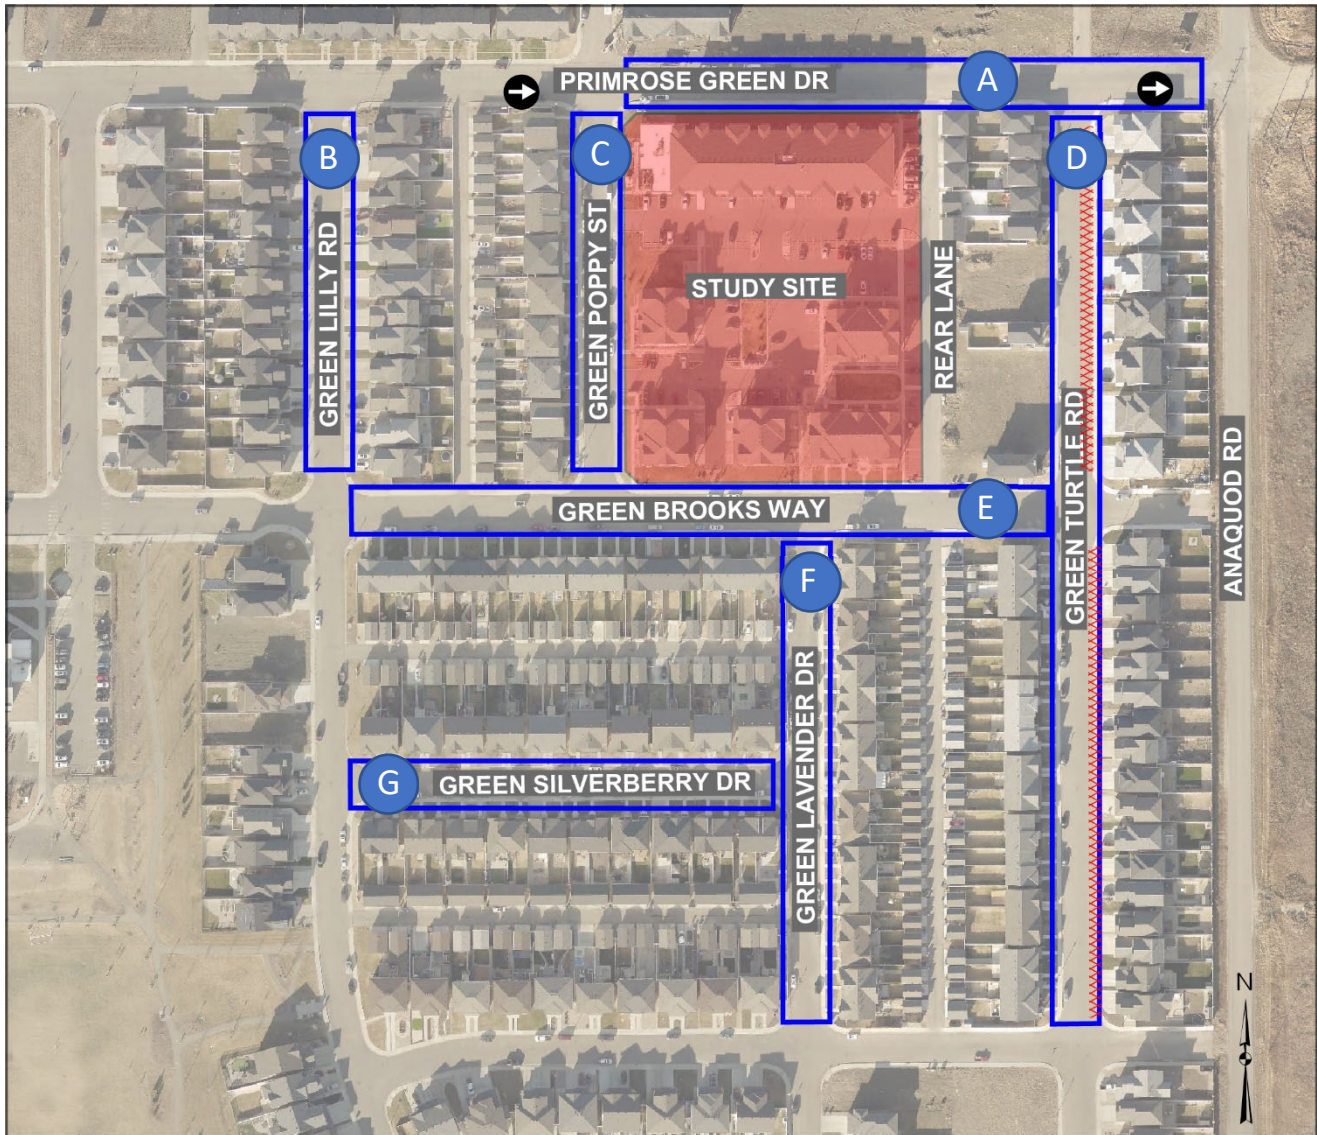 PRIMROSE GREEN DR
A
B
C
D
GREEN LILLY RD
GREEN POPPY ST
STUDY SITE
REAR LANE
GREEN TURTLE RD
ANAQUOD RD
GREEN BROOKS WAY
E
F
GREEN LAVENDER DR
G
GREEN SILVERBERRY DR
N